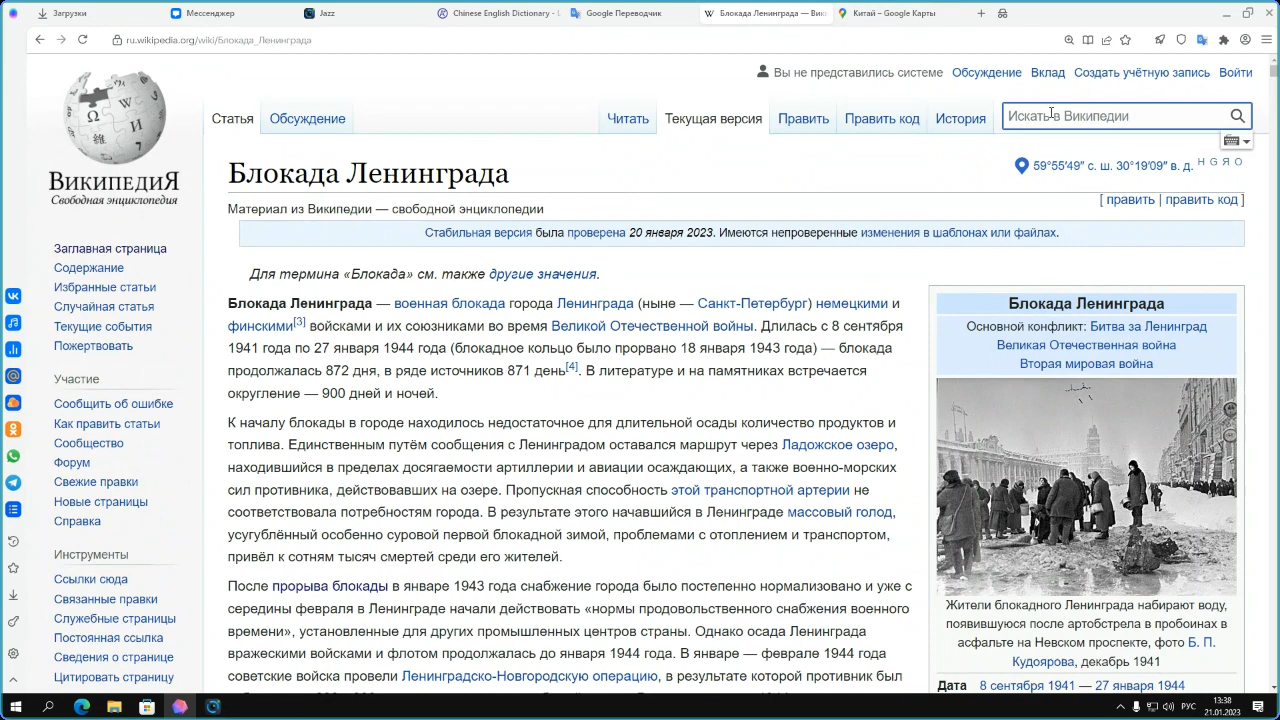 Загрузки
Мессенджер
Jazz
Chinese English Dictionary -
Google Переводчик
Блокада Ленинграда — Вик
Китай – Google Карты
ru.wikipedia.org/wiki/Блокада_Ленинграда
Вы не представились системе Обсуждение Вклад Создать учётную запись Войти
Статья Обсуждение Читать Текущая версия Править Править код История
Искать в Википедии
ВИКИПЕДИЯ
Свободная энциклопедия
Заглавная страница
Содержание
Избранные статьи
Случайная статья
Текущие события
Пожертвовать
Участие
Сообщить об ошибке
Как править статьи
Сообщество
Форум
Свежие правки
Новые страницы
Справка
Инструменты
Ссылки сюда
Связанные правки
Служебные страницы
Постоянная ссылка
Сведения о странице
Цитировать страницу
Блокада Ленинграда
59°55′49″ с. ш. 30°19′09″ в. д. H G Я O
Материал из Википедии — свободной энциклопедии
[ править | править код ]
Стабильная версия была проверена 20 января 2023. Имеются непроверенные изменения в шаблонах или файлах.
Для термина «Блокада» см. также другие значения.
Блокада Ленинграда — военная блокада города Ленинграда (ныне — Санкт-Петербург) немецкими и
финскими[3] войсками и их союзниками во время Великой Отечественной войны. Длилась с 8 сентября
1941 года по 27 января 1944 года (блокадное кольцо было прорвано 18 января 1943 года) — блокада
продолжалась 872 дня, в ряде источников 871 день[4]. В литературе и на памятниках встречается
округление — 900 дней и ночей.
К началу блокады в городе находилось недостаточное для длительной осады количество продуктов и
топлива. Единственным путём сообщения с Ленинградом оставался маршрут через Ладожское озеро,
находившийся в пределах досягаемости артиллерии и авиации осаждающих, а также военно-морских
сил противника, действовавших на озере. Пропускная способность этой транспортной артерии не
соответствовала потребностям города. В результате этого начавшийся в Ленинграде массовый голод,
усугублённый особенно суровой первой блокадной зимой, проблемами с отоплением и транспортом,
привёл к сотням тысяч смертей среди его жителей.
После прорыва блокады в январе 1943 года снабжение города было постепенно нормализовано и уже с
середины февраля в Ленинграде начали действовать «нормы продовольственного снабжения военного
времени», установленные для других промышленных центров страны. Однако осада Ленинграда
вражескими войсками и флотом продолжалась до января 1944 года. В январе — феврале 1944 года
советские войска провели Ленинградско-Новгородскую операцию, в результате которой противник был
Блокада Ленинграда
Основной конфликт: Битва за Ленинград
Великая Отечественная война
Вторая мировая война
Жители блокадного Ленинграда набирают воду,
появившуюся после артобстрела в пробоинах в
асфальте на Невском проспекте, фото Б. П.
Кудоярова, декабрь 1941
Дата 8 сентября 1941 — 27 января 1944
РУС
13:38
21.01.2023